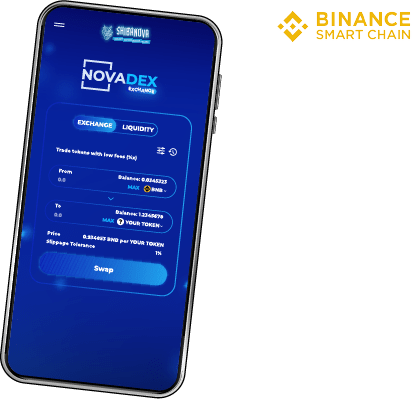 BINANCE
SMART CHAIN
SHIBANOVA
NOVADEX
EXCHANGE
EXCHANGE LIQUIDITY
Trade tokens with low fees (%x)
From Balance: 0.8345323
0.0 MAX BNB
To Balance: 1.2345678
0.0 MAX ? YOUR TOKEN
Price 0.234653 BNB per YOUR TOKEN
Slippage Tolerance 1%
Swap